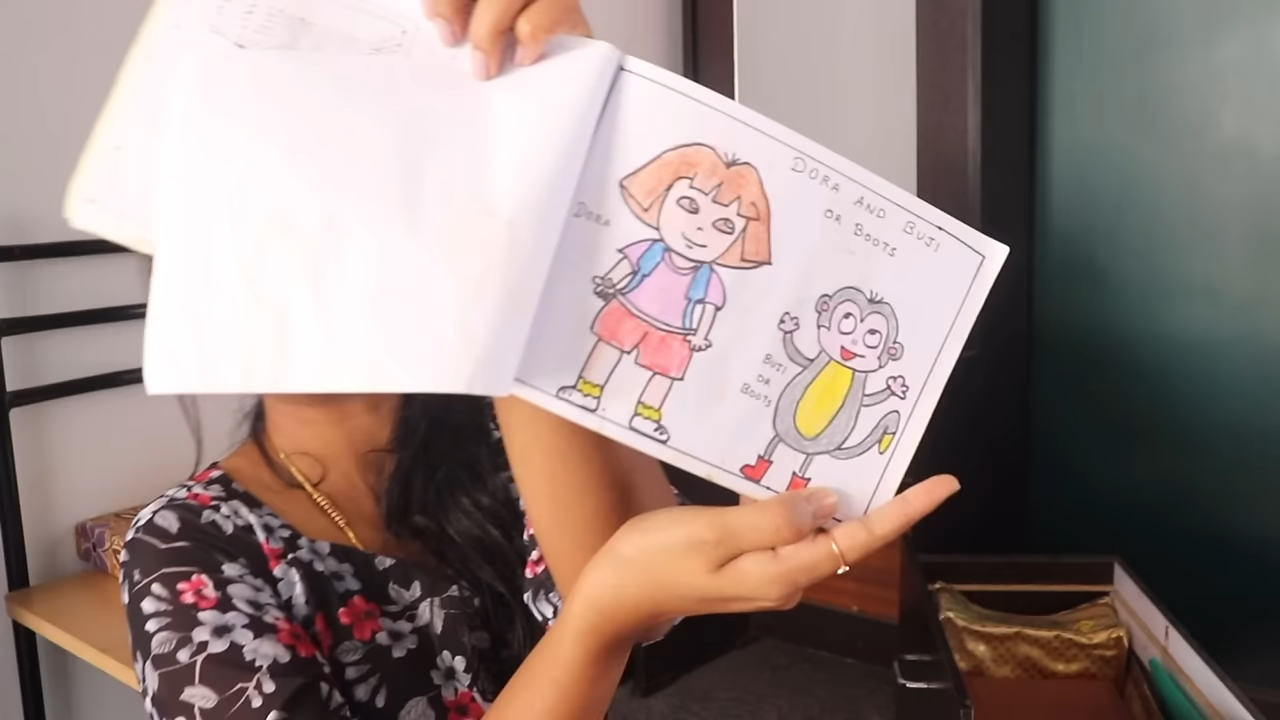 DORA AND BUJI
OR BOOTS
DORA
BUJI
OR
BOOTS